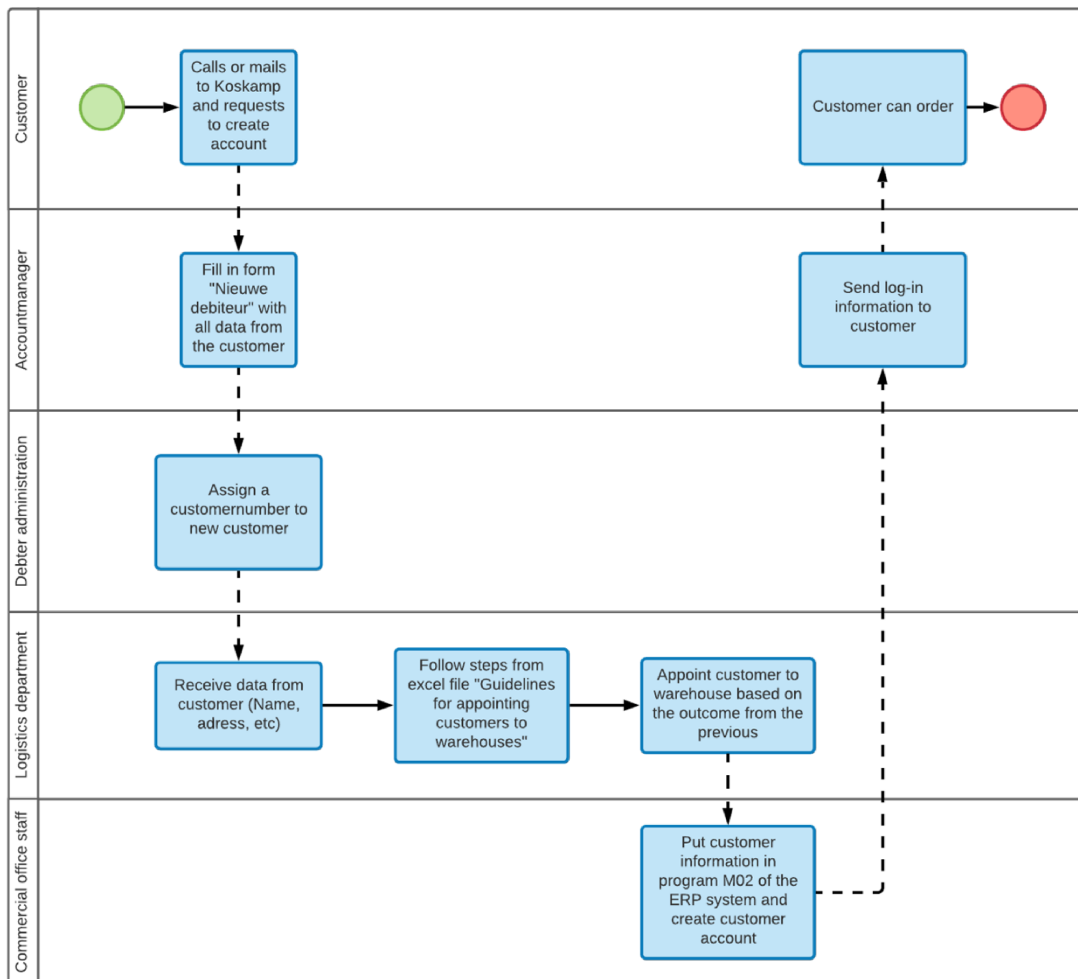 Customer
Calls or mails
to Koskamp
and requests
to create
account
Customer can order
Accountmanager
Fill in form
"Nieuwe
debiteur" with
all data from
the customer
Send log-in
information to
customer
Debter administration
Assign a
customernumber to
new customer
Logistics department
Receive data from
customer (Name,
adress, etc)
Follow steps from
excel file "Guidelines
for appointing
customers to
warehouses"
Appoint customer to
warehouse based on
the outcome from the
previous
Commercial office staff
Put customer
information in
program M02 of the
ERP system and
create customer
account